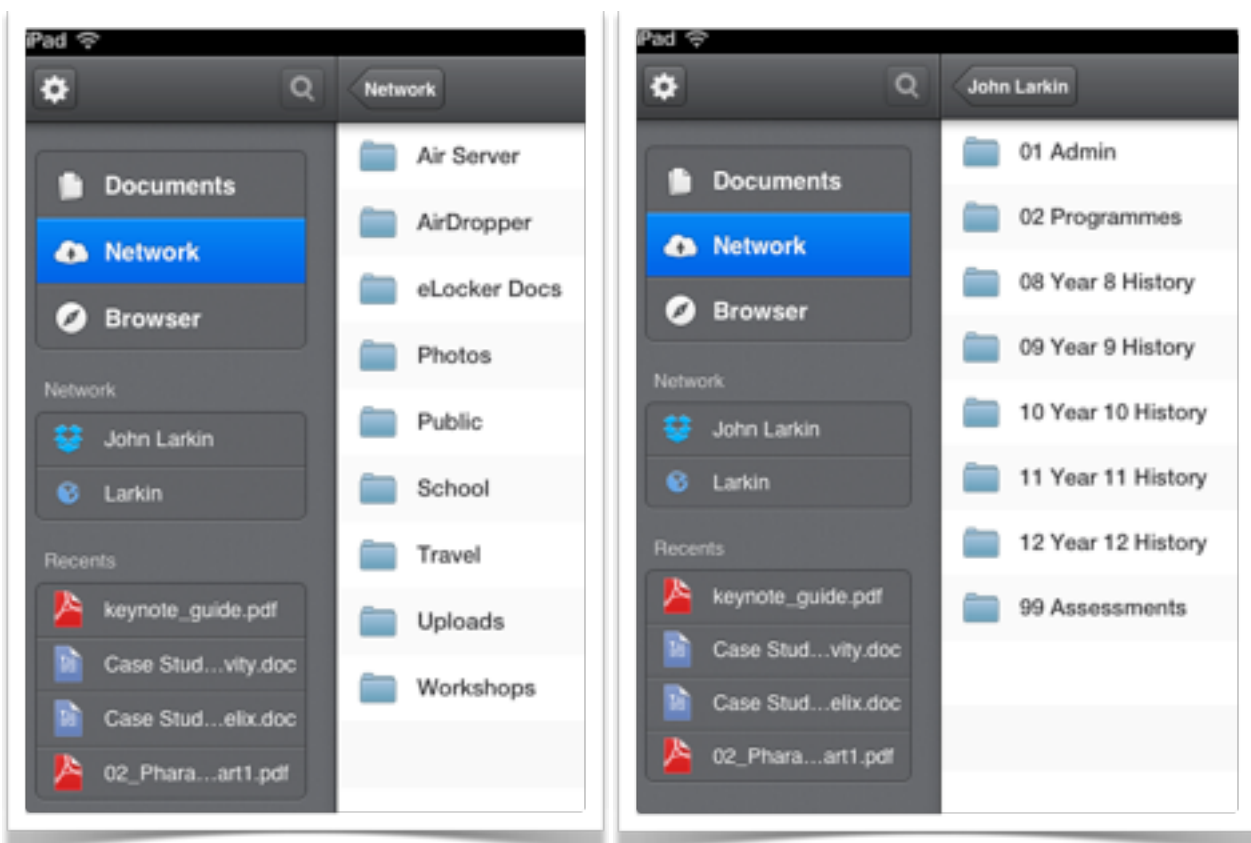 iPad
Network
Documents
Network
Browser
Network
John Larkin
Larkin
Recents
keynote_guide.pdf
Case Stud...vity.doc
Case Stud...elix.doc
02_Phara...art1.pdf
Air Server
AirDropper
eLocker Docs
Photos
Public
School
Travel
Uploads
Workshops
iPad
John Larkin
Documents
Network
Browser
Network
John Larkin
Larkin
Recents
keynote_guide.pdf
Case Stud...vity.doc
Case Stud...elix.doc
02_Phara...art1.pdf
01 Admin
02 Programmes
08 Year 8 History
09 Year 9 History
10 Year 10 History
11 Year 11 History
12 Year 12 History
99 Assessments